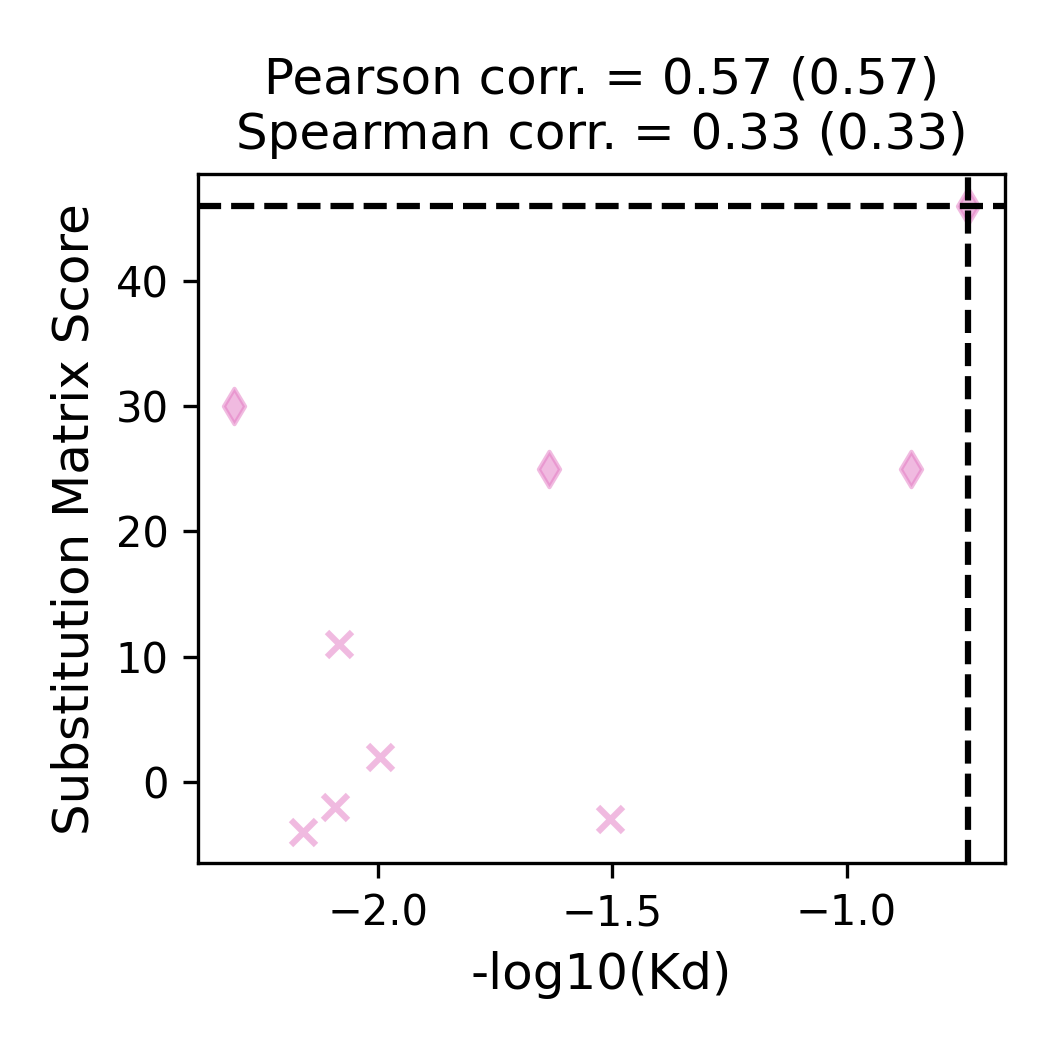 Pearson corr. = 0.57 (0.57)
Spearman corr. = 0.33 (0.33)
Substitution Matrix Score
40
30
20
10
0
−2.0
−1.5
−1.0
-log10(Kd)